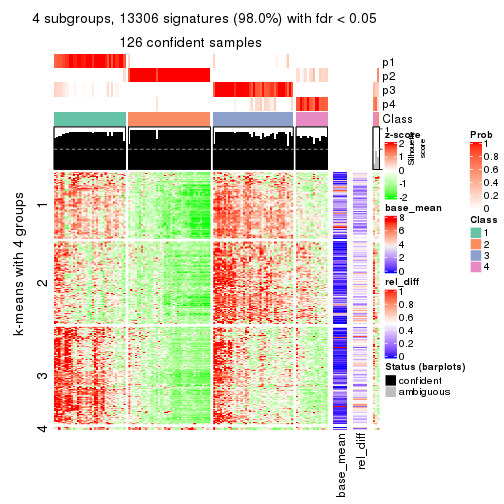 4 subgroups, 13306 signatures (98.0%) with fdr < 0.05
126 confident samples
p1
p2
p3
p4
Class
1
Silhouette
score
k-means with 4 groups
1
2
3
4
base_mean
rel_diff
z-score
2
1
0
-1
-2
base_mean
8
6
4
2
0
rel_diff
1
0.8
0.6
0.4
0.2
0
Status (barplots)
confident
ambiguous
Prob
1
0.8
0.6
0.4
0.2
0
Class
1
2
3
4